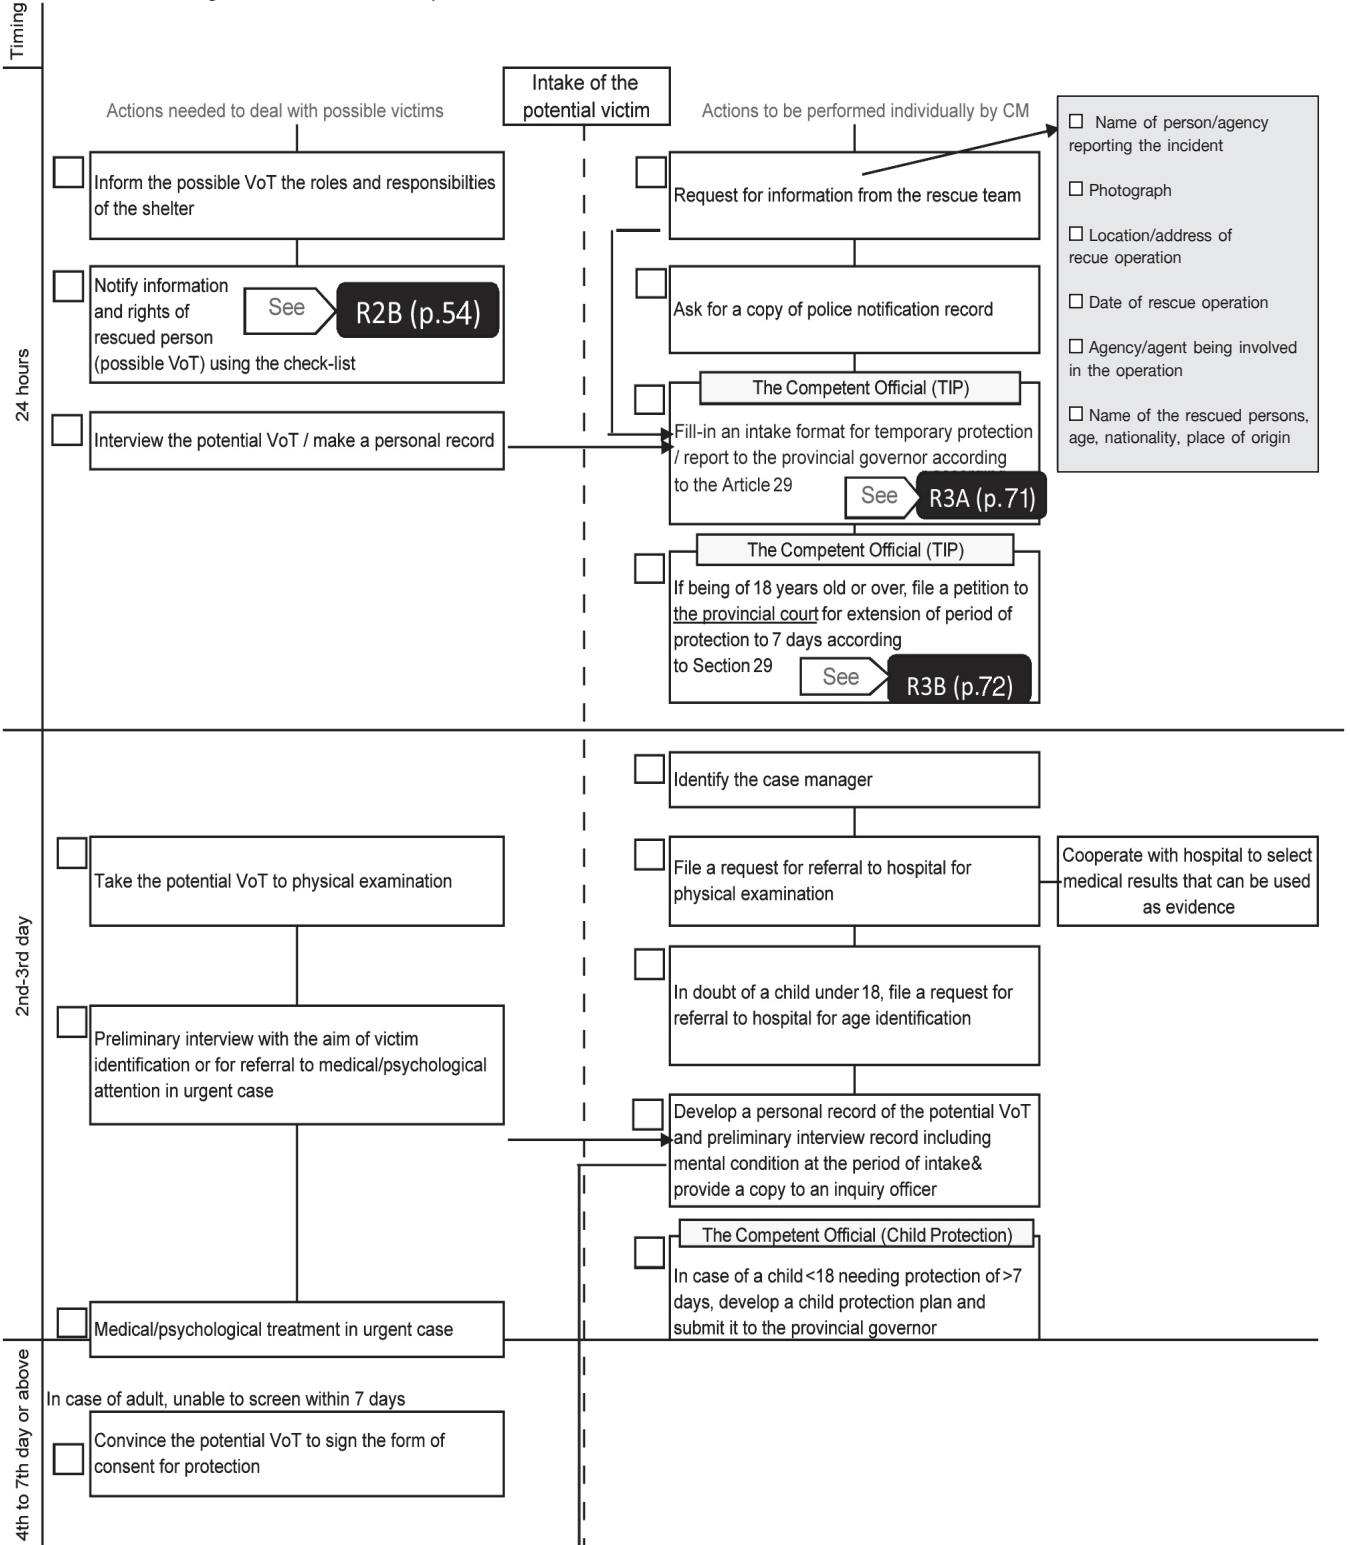 Timing
Intake of the
potential victim
Actions needed to deal with possible victims
Actions to be performed individually by CM
24 hours
Inform the possible VoT the roles and responsibilties
of the shelter
Notify information
and rights of
rescued person
(possible VoT) using the check-list
See
R2B (p.54)
Interview the potential VoT / make a personal record
Request for information from the rescue team
Ask for a copy of police notification record
The Competent Official (TIP)
Fill-in an intake format for temporary protection
/ report to the provincial governor according
to the Article 29
See
R3A (p.71)
The Competent Official (TIP)
If being of 18 years old or over, file a petition to
the provincial court for extension of period of
protection to 7 days according
to Section 29
See
R3B (p.72)
Name of person/agency
reporting the incident
Photograph
Location/address of
recue operation
Date of rescue operation
Agency/agent being involved
in the operation
Name of the rescued persons,
age, nationality, place of origin
2nd-3rd day
Take the potential VoT to physical examination
Preliminary interview with the aim of victim
identification or for referral to medical/psychological
attention in urgent case
Medical/psychological treatment in urgent case
Identify the case manager
File a request for referral to hospital for
physical examination
Cooperate with hospital to select
medical results that can be used
as evidence
In doubt of a child under 18, file a request for
referral to hospital for age identification
Develop a personal record of the potential VoT
and preliminary interview record including
mental condition at the period of intake&
provide a copy to an inquiry officer
The Competent Official (Child Protection)
In case of a child <18 needing protection of >7
days, develop a child protection plan and
submit it to the provincial governor
4th to 7th day or above
In case of adult, unable to screen within 7 days
Convince the potential VoT to sign the form of
consent for protection